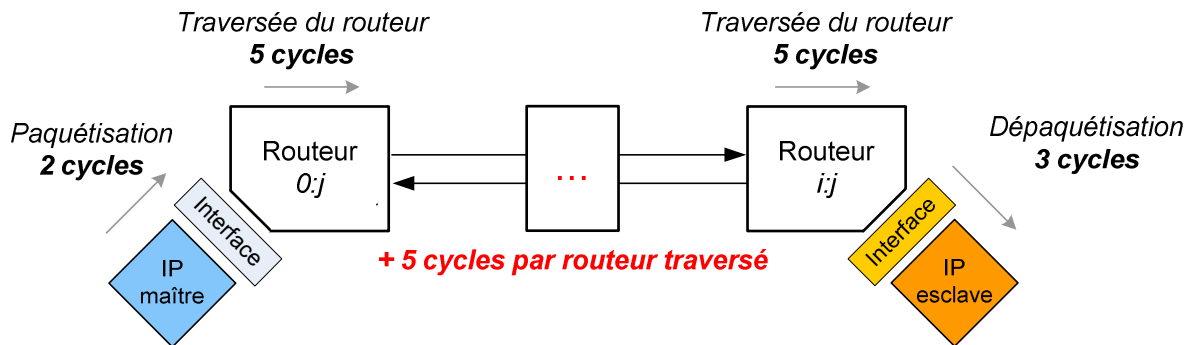 Traversée du routeur
5 cycles
Traversée du routeur
5 cycles
Paquétisation
2 cycles
Dépaquétisation
3 cycles
Routeur
0:j
...
Routeur
i:j
Interface
Interface
+ 5 cycles par routeur traversé
IP
maître
IP
esclave